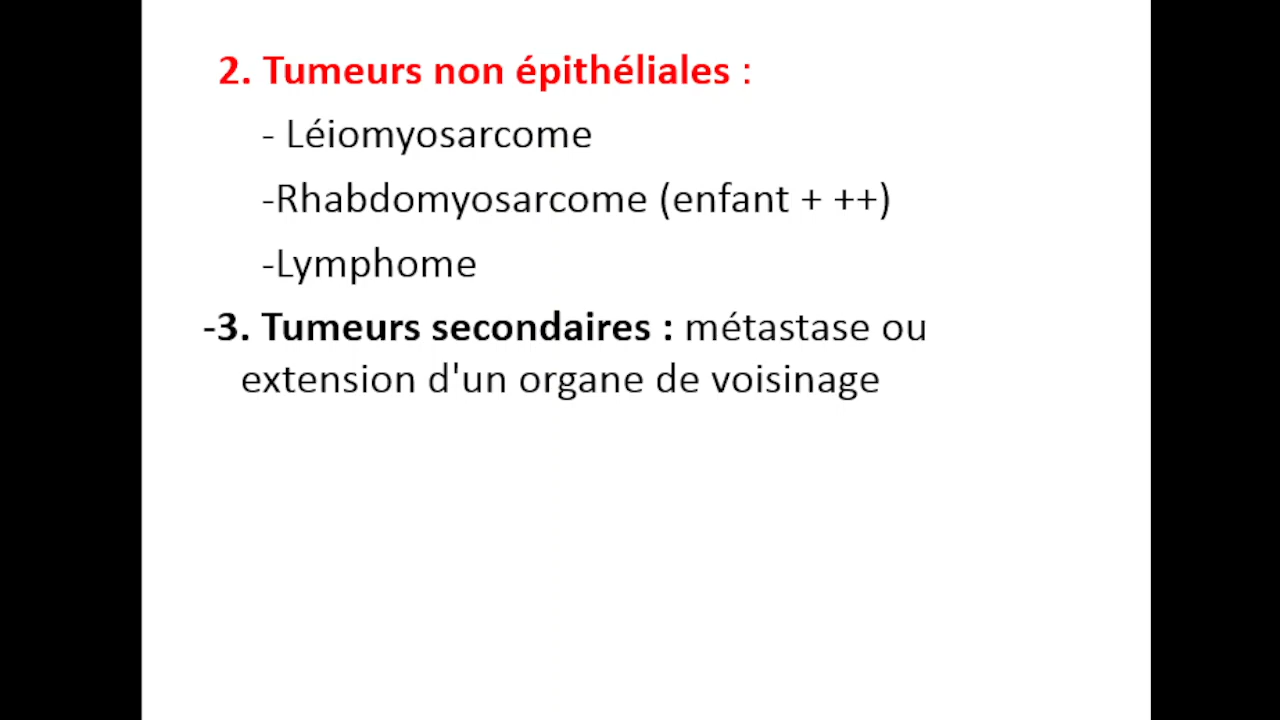 2. Tumeurs non épithéliales :
- Léiomyosarcome
-Rhabdomyosarcome (enfant + ++)
-Lymphome
-3. Tumeurs secondaires : métastase ou
extension d'un organe de voisinage